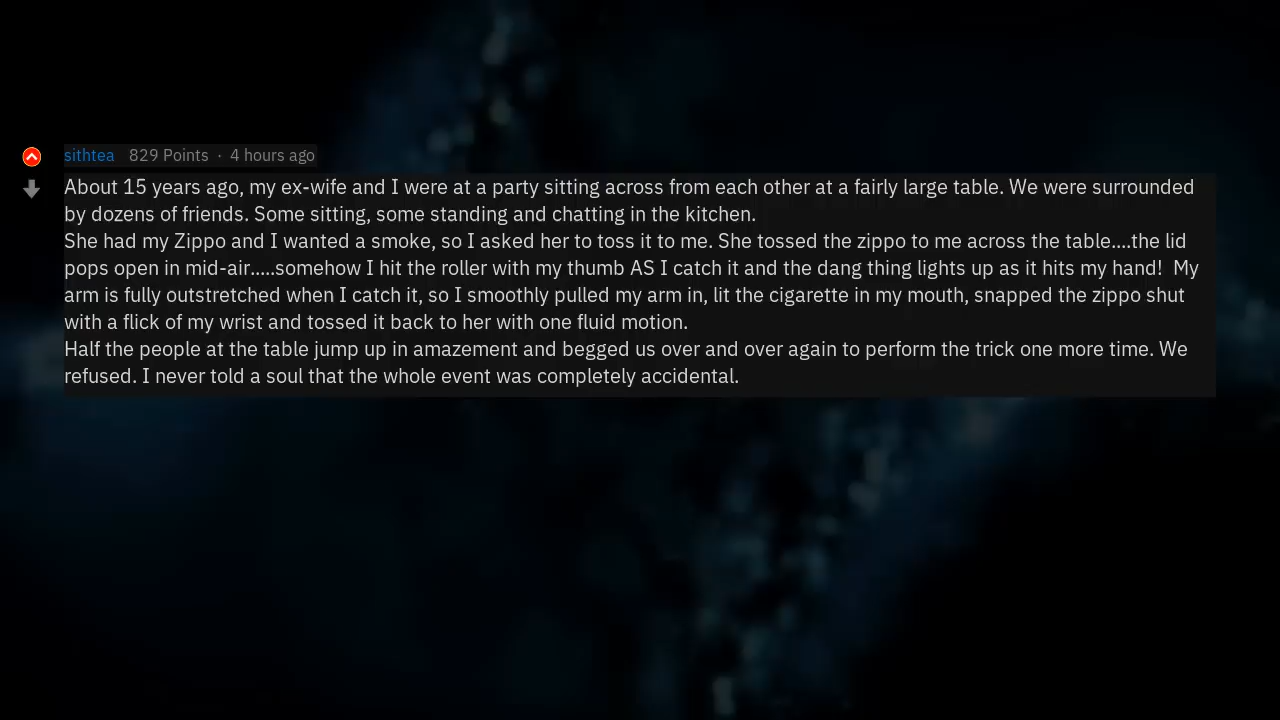 sithtea 829 Points · 4 hours ago
About 15 years ago, my ex-wife and I were at a party sitting across from each other at a fairly large table. We were surrounded
by dozens of friends. Some sitting, some standing and chatting in the kitchen.
She had my Zippo and I wanted a smoke, so I asked her to toss it to me. She tossed the zippo to me across the table....the lid
pops open in mid-air.....somehow I hit the roller with my thumb AS I catch it and the dang thing lights up as it hits my hand!  My
arm is fully outstretched when I catch it, so I smoothly pulled my arm in, lit the cigarette in my mouth, snapped the zippo shut
with a flick of my wrist and tossed it back to her with one fluid motion.
Half the people at the table jump up in amazement and begged us over and over again to perform the trick one more time. We
refused. I never told a soul that the whole event was completely accidental.